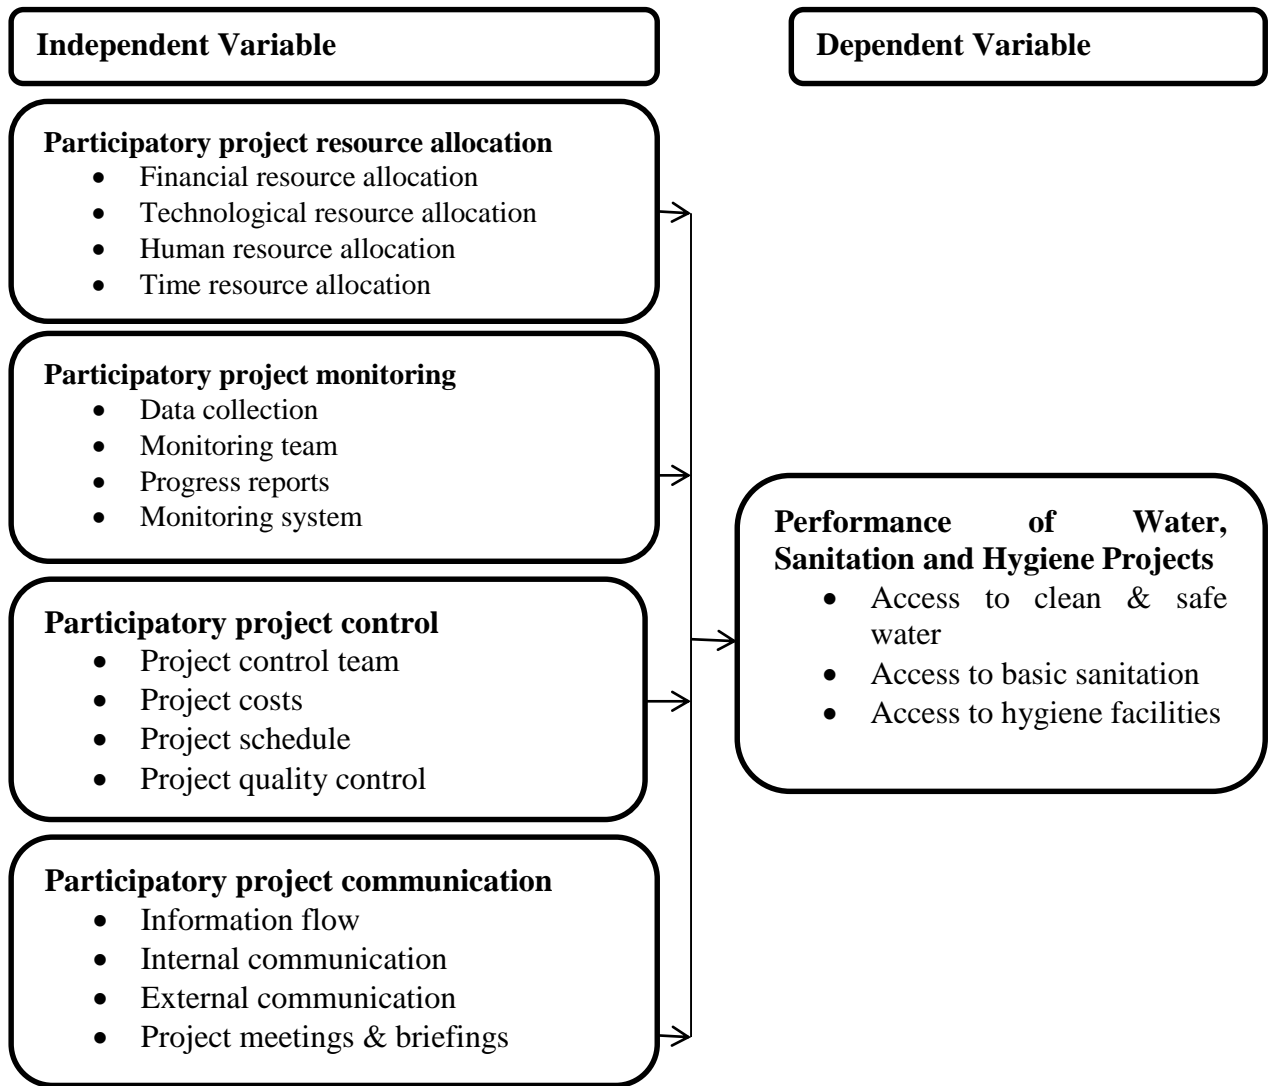 Independent Variable
Dependent Variable
Participatory project resource allocation
• Financial resource allocation
• Technological resource allocation
• Human resource allocation
• Time resource allocation
Participatory project monitoring
• Data collection
• Monitoring team
• Progress reports
• Monitoring system
Participatory project control
• Project control team
• Project costs
• Project schedule
• Project quality control
Participatory project communication
• Information flow
• Internal communication
• External communication
• Project meetings & briefings
Performance of Water,
Sanitation and Hygiene Projects
• Access to clean & safe
water
• Access to basic sanitation
• Access to hygiene facilities